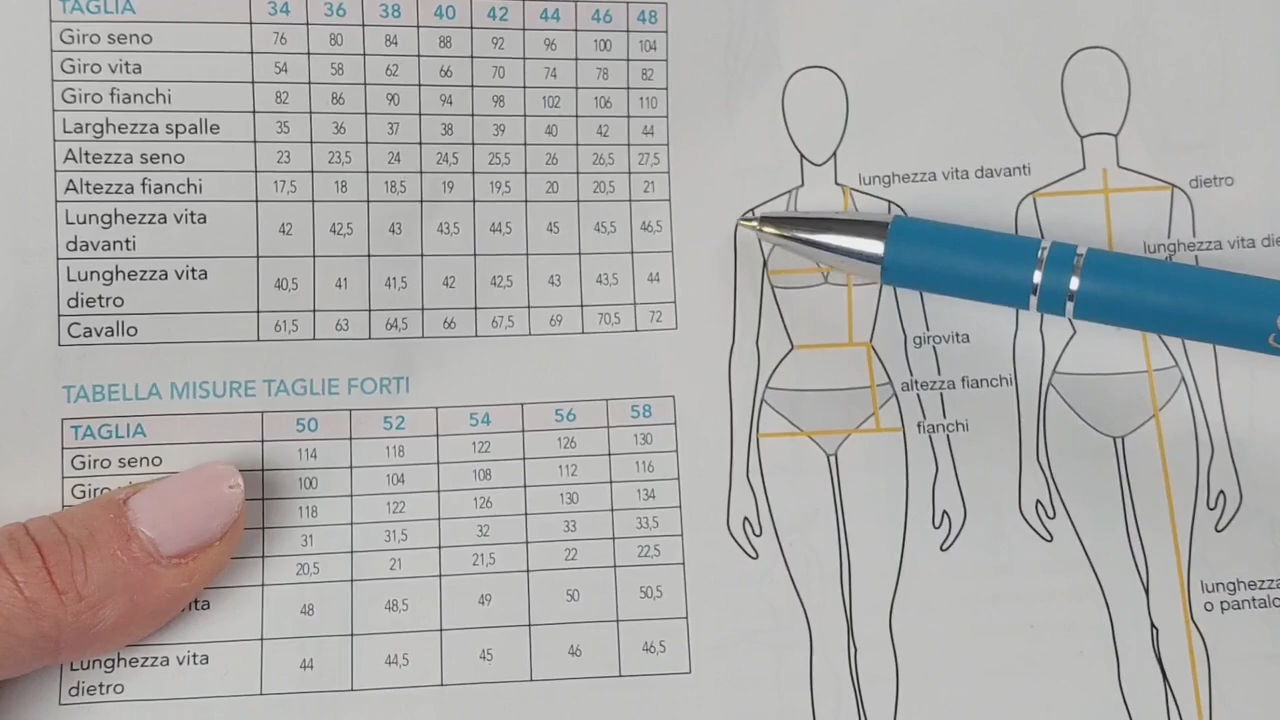 TAGLIA 34 36 38 40 42 44 46 48
Giro seno 76 80 84 88 92 96 100 104
Giro vita 54 58 62 66 70 74 78 82
Giro fianchi 82 86 90 94 98 102 106 110
Larghezza spalle 35 36 37 38 39 40 42 44
Altezza seno 23 23,5 24 24,5 25,5 26 26,5 27,5
Altezza fianchi 17,5 18 18,5 19 19,5 20 20,5 21
Lunghezza vita
davanti 42 42,5 43 43,5 44,5 45 45,5 46,5
Lunghezza vita
dietro 40,5 41 41,5 42 42,5 43 43,5 44
Cavallo 61,5 63 64,5 66 67,5 69 70,5 72
TABELLA MISURE TAGLIE FORTI
TAGLIA 50 52 54 56 58
Giro seno 114 118 122 126 130
Giro 100 104 108 112 116
118 122 126 130 134
31 31,5 32 33 33,5
20,5 21 21,5 22 22,5
ita 48 48,5 49 50 50,5
Lunghezza vita
dietro 44 44,5 45 46 46,5
lunghezza vita davanti
girovita
altezza fianchi
fianchi
dietro
lunghezza vita die
lunghezza
o pantalo